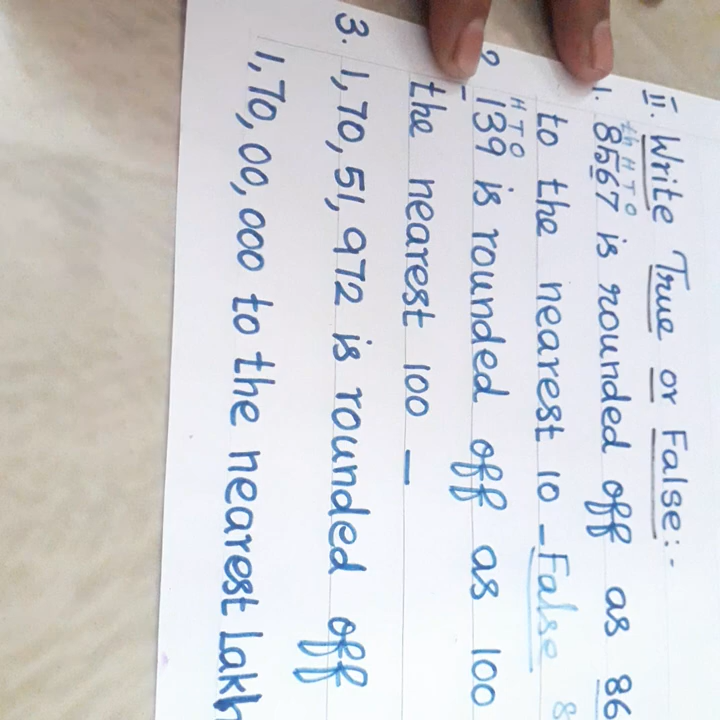 II. Write True or False:-
th H T O
1. 8567 is rounded off as 86
to the nearest 10 - False 8
H T O
2 139 is rounded off as 100
the nearest 100 -
3. 1,70,51,972 is rounded off
1,70,00,000 to the nearest Lakh